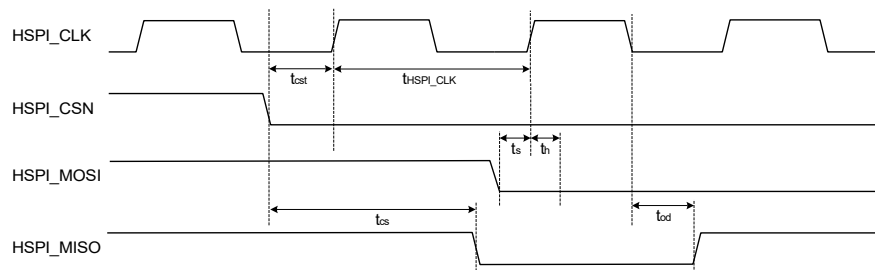 HSPI_CLK
tcst
tHSPI_CLK
HSPI_CSN
ts
th
HSPI_MOSI
tcs
tod
HSPI_MISO